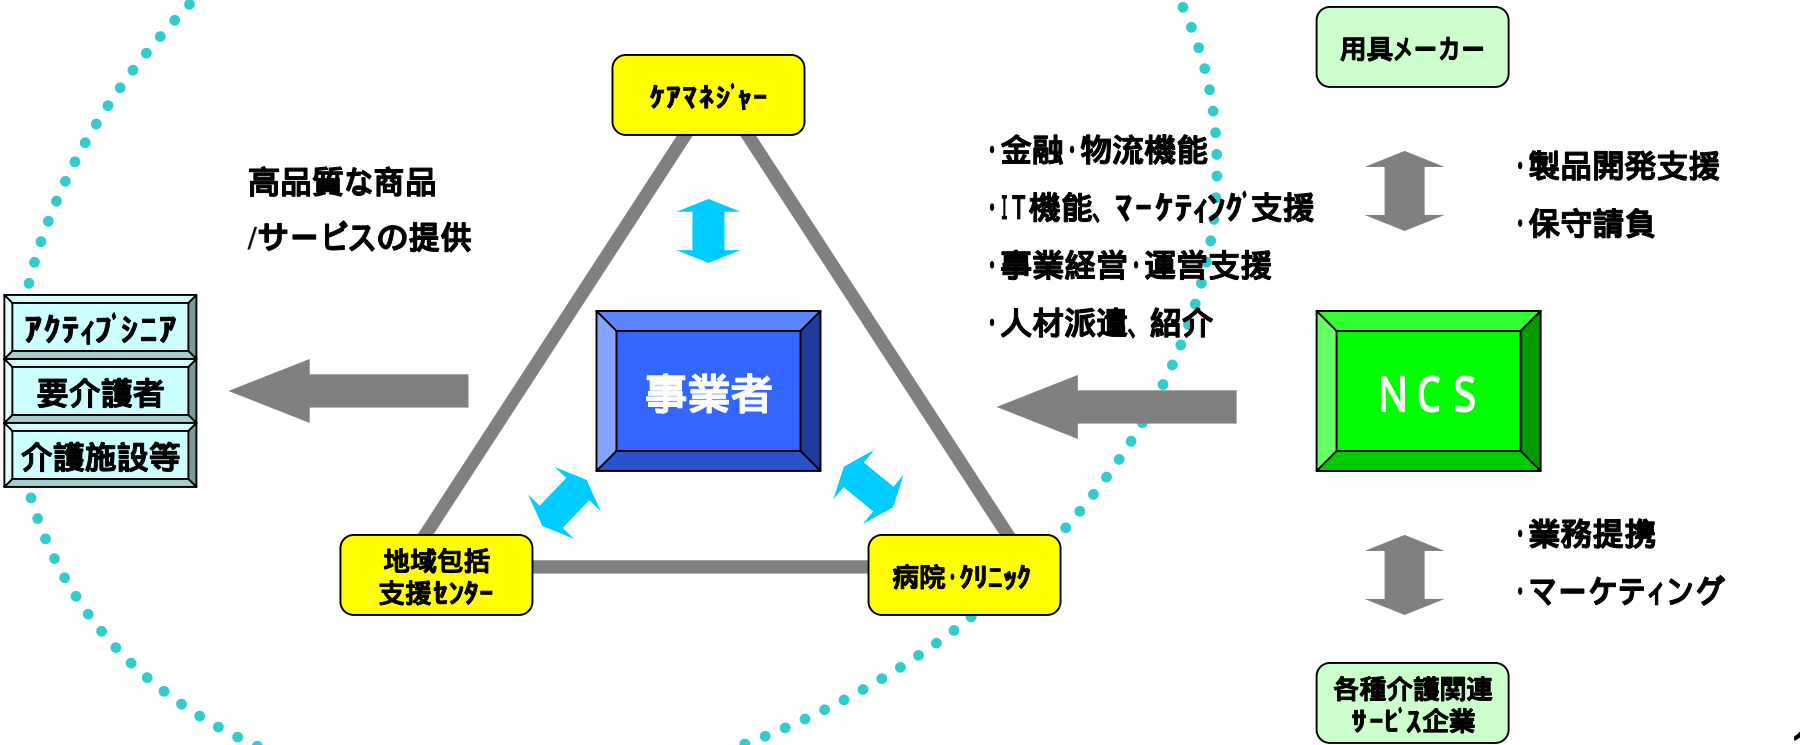 用具メーカー
ｹｱﾏﾈｼﾞｬｰ
・金融・物流機能
・IT機能、ﾏｰｹﾃｨﾝｸﾞ支援
・事業経営・運営支援
・人材派遣、紹介
・製品開発支援
・保守請負
高品質な商品
/サービスの提供
ｱｸﾃｨﾌﾞｼﾆｱ
要介護者
介護施設等
事業者
ＮＣＳ
地域包括
支援ｾﾝﾀｰ
病院・ｸﾘﾆｯｸ
・業務提携
・マーケティング
各種介護関連
ｻｰﾋﾞｽ企業